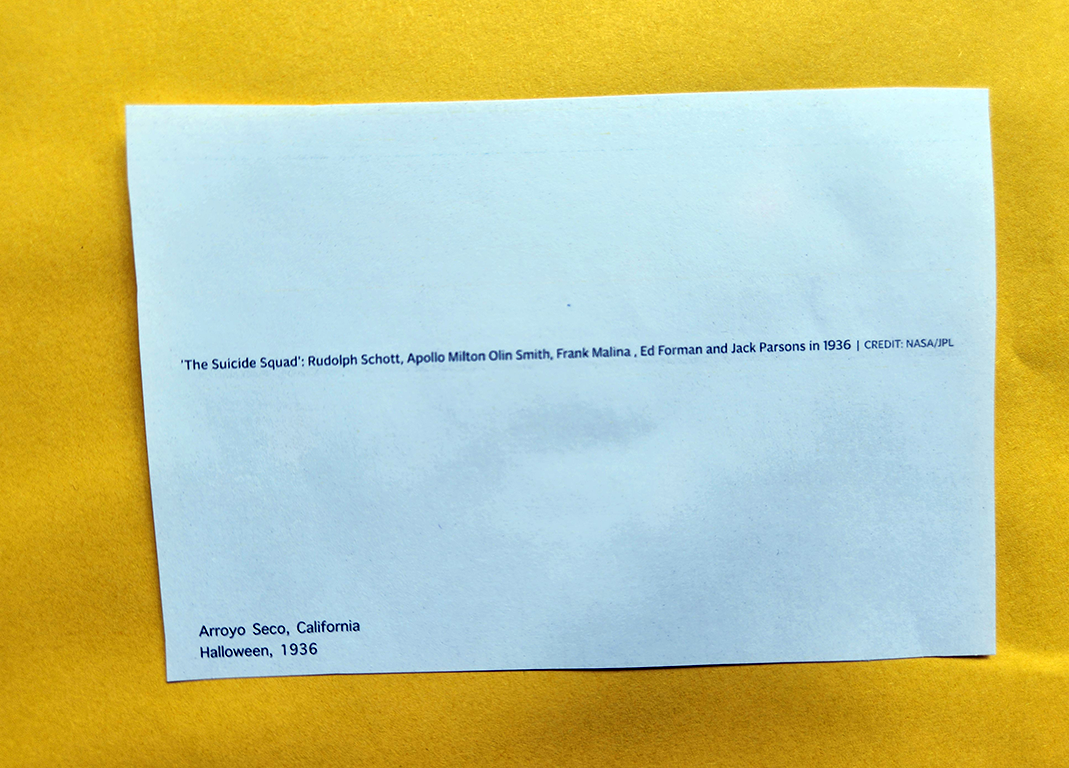 'The Suicide Squad': Rudolph Schott, Apollo Milton Olin Smith, Frank Malina , Ed Forman and Jack Parsons in 1936 | CREDIT: NASA/JPL
Arroyo Seco, California
Halloween, 1936